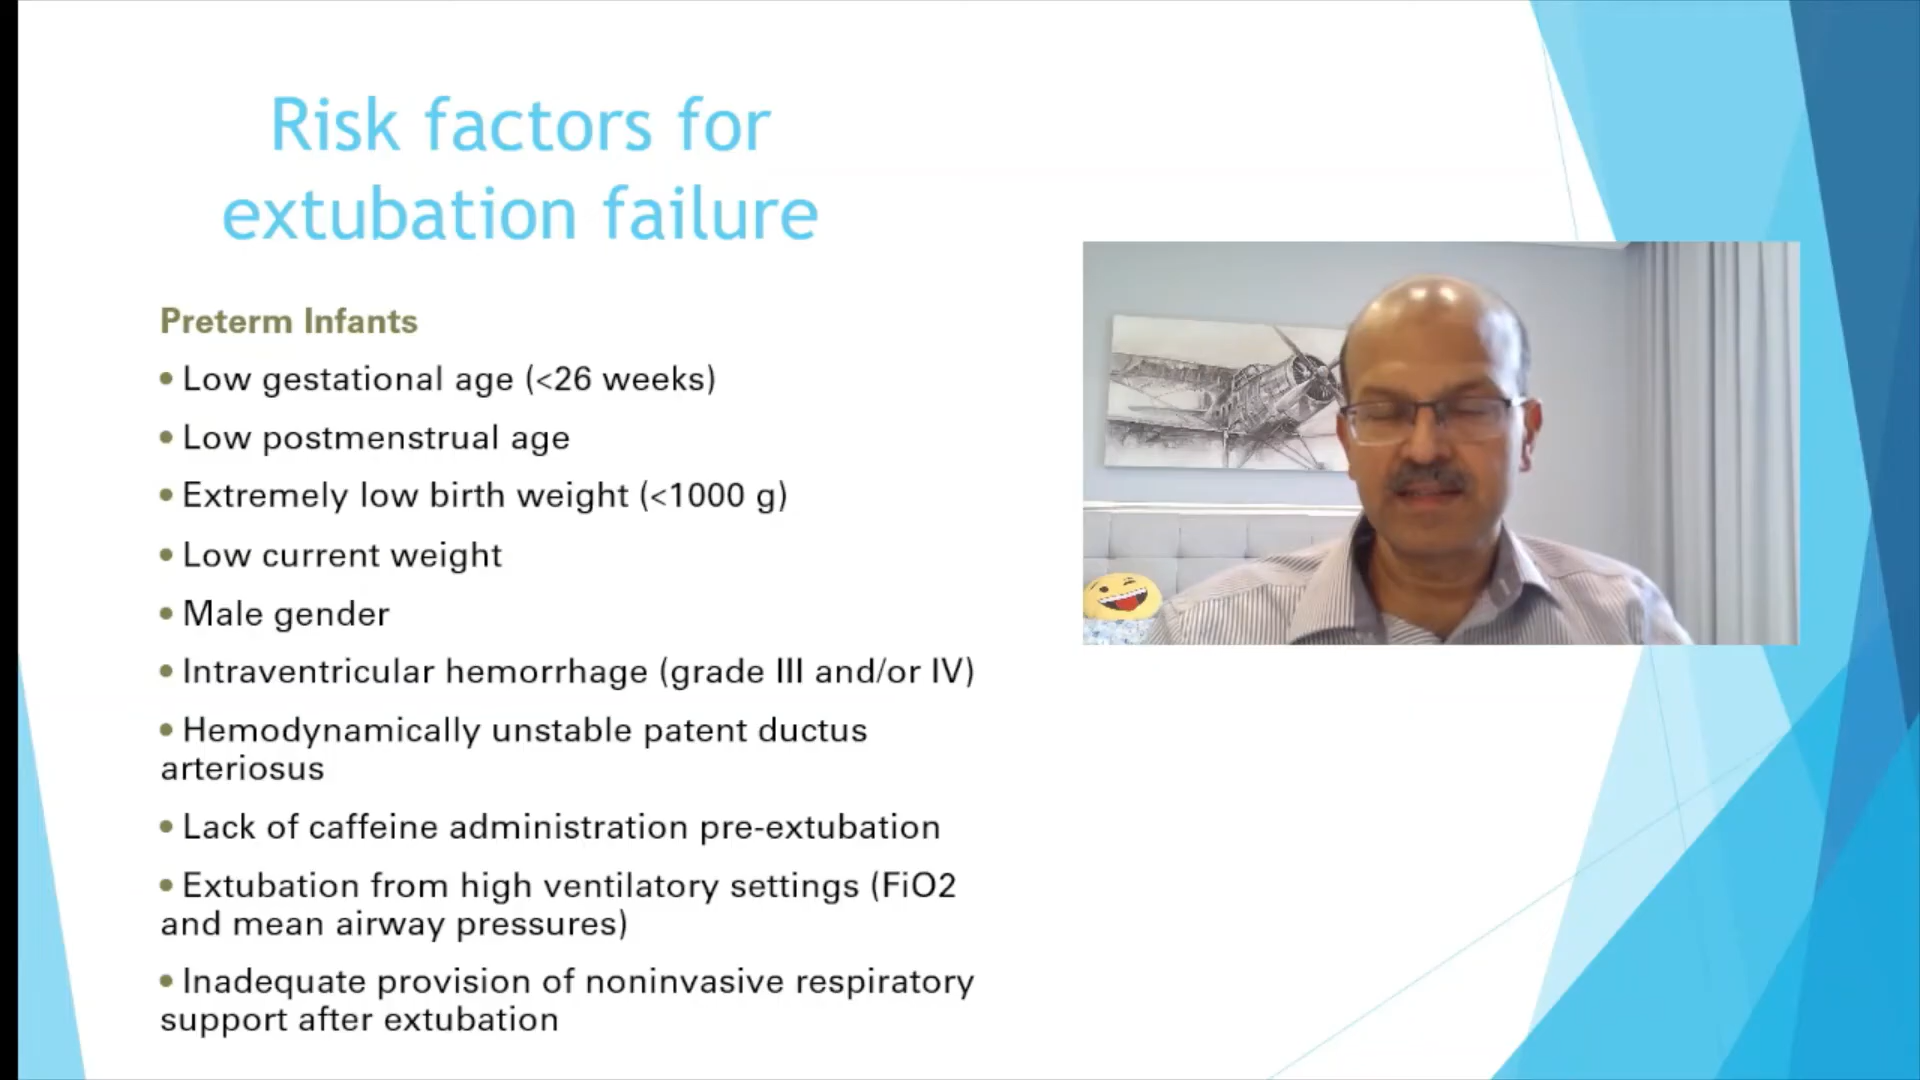 Risk factors for
extubation failure
Preterm Infants
• Low gestational age (<26 weeks)
• Low postmenstrual age
• Extremely low birth weight (<1000 g)
• Low current weight
• Male gender
• Intraventricular hemorrhage (grade III and/or IV)
• Hemodynamically unstable patent ductus
arteriosus
• Lack of caffeine administration pre-extubation
• Extubation from high ventilatory settings (FiO2
and mean airway pressures)
• Inadequate provision of noninvasive respiratory
support after extubation